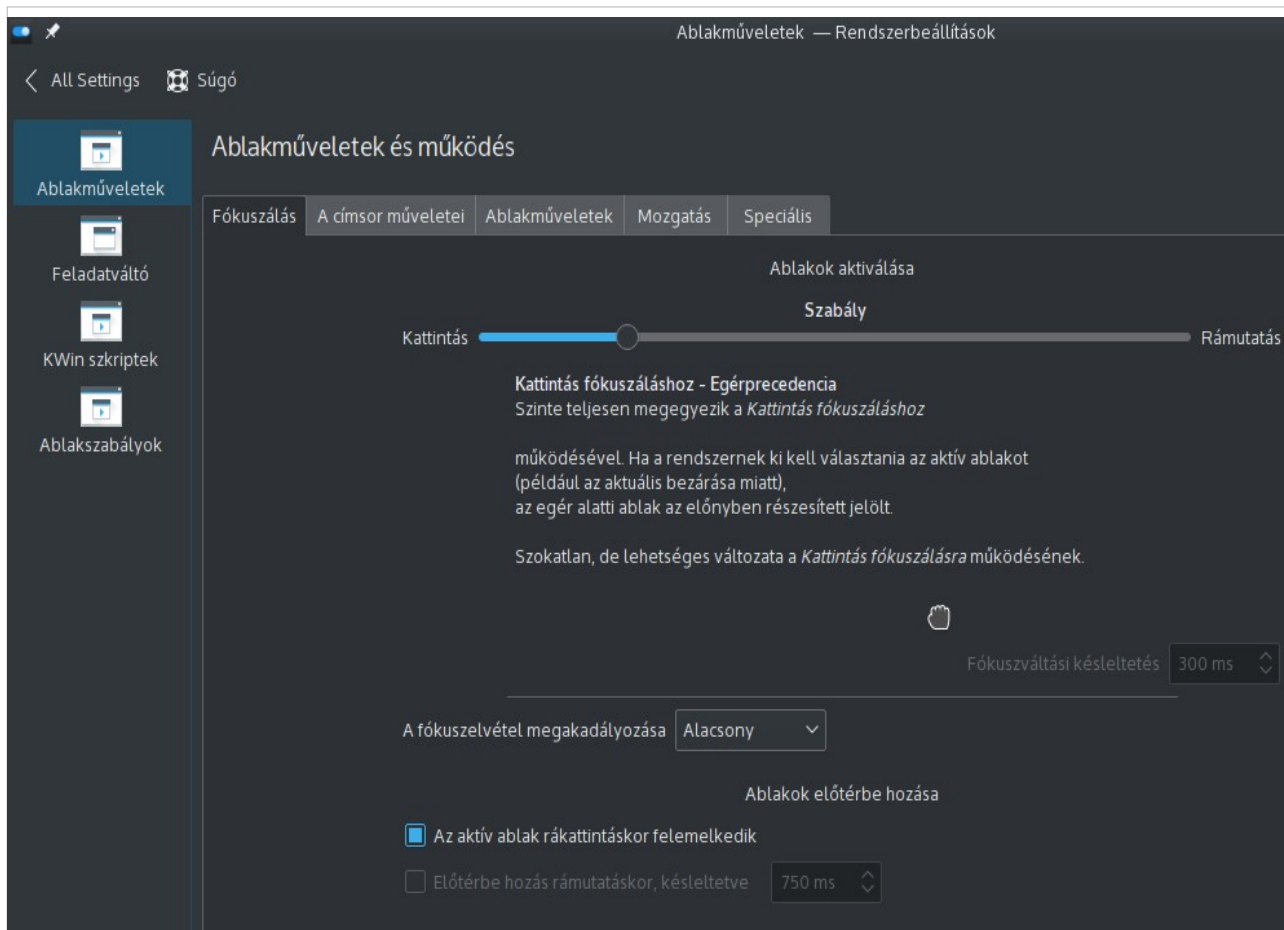 Ablakműveletek — Rendszerbeállítások
All Settings Súgó
Ablakműveletek
Feladatváltó
KWin szkriptek
Ablakszabályok
Ablakműveletek és működés
Fókuszálás A címsor műveletei Ablakműveletek Mozgatás Speciális
Ablakok aktiválása
Szabály
Kattintás Rámutatás
Kattintás fókuszáláshoz - Egérprecedencia
Szinte teljesen megegyezik a Kattintás fókuszáláshoz
működésével. Ha a rendszernek ki kell választania az aktív ablakot
(például az aktuális bezárása miatt),
az egér alatti ablak az előnyben részesített jelölt.
Szokatlan, de lehetséges változata a Kattintás fókuszálásra működésének.
Fókuszváltási késleltetés 300 ms
A fókuszelvétel megakadályozása Alacsony
Ablakok előtérbe hozása
Az aktív ablak rákattintáskor felemelkedik
Előtérbe hozás rámutatáskor, késleltetve 750 ms